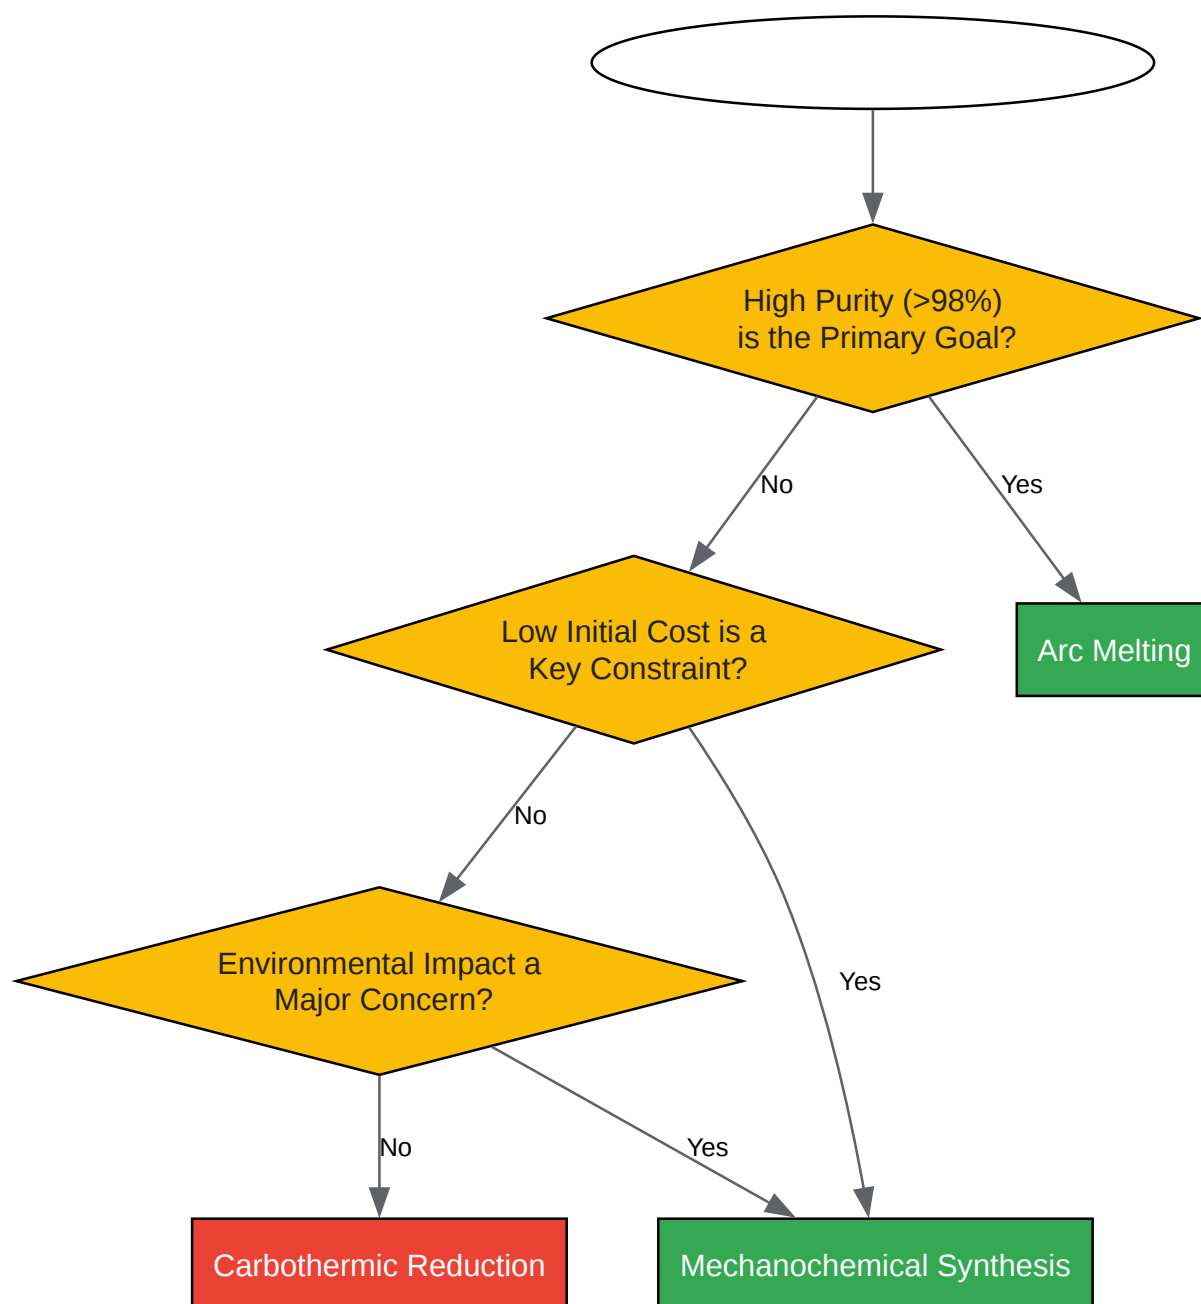 High Purity (>98%)
is the Primary Goal?
No
Yes
Low Initial Cost is a
Key Constraint?
Arc Melting
No
Environmental Impact a
Major Concern?
Yes
No
Yes
Carbothermic Reduction
Mechanochemical Synthesis